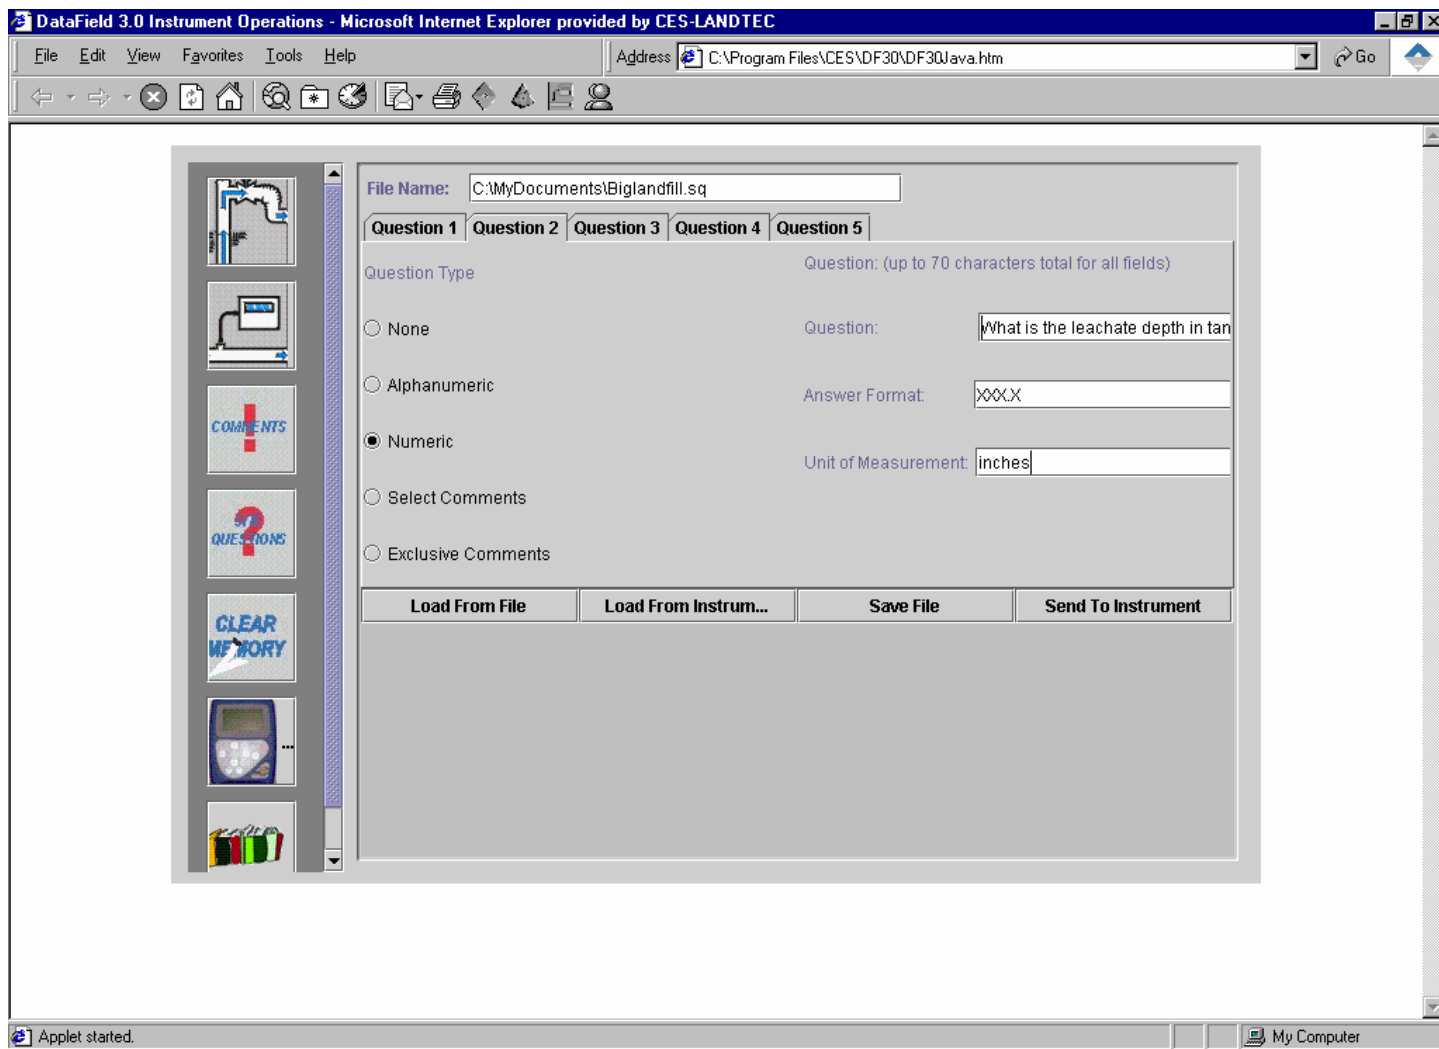 DataField 3.0 Instrument Operations - Microsoft Internet Explorer provided by CES-LANDTEC
File Edit View Favorites Tools Help
Address C:\Program Files\CES\DF30\DF30Java.htm Go
File Name: C:\MyDocuments\Biglandfill.sq
Question 1 Question 2 Question 3 Question 4 Question 5
Question Type
Question: (up to 70 characters total for all fields)
None
Question: What is the leachate depth in tan
Alphanumeric
Answer Format: XXX.X
Numeric
Unit of Measurement: inches
Select Comments
Exclusive Comments
Load From File Load From Instrum... Save File Send To Instrument
COMMENTS
QUESTIONS
CLEAR
MEMORY
...
Applet started. My Computer